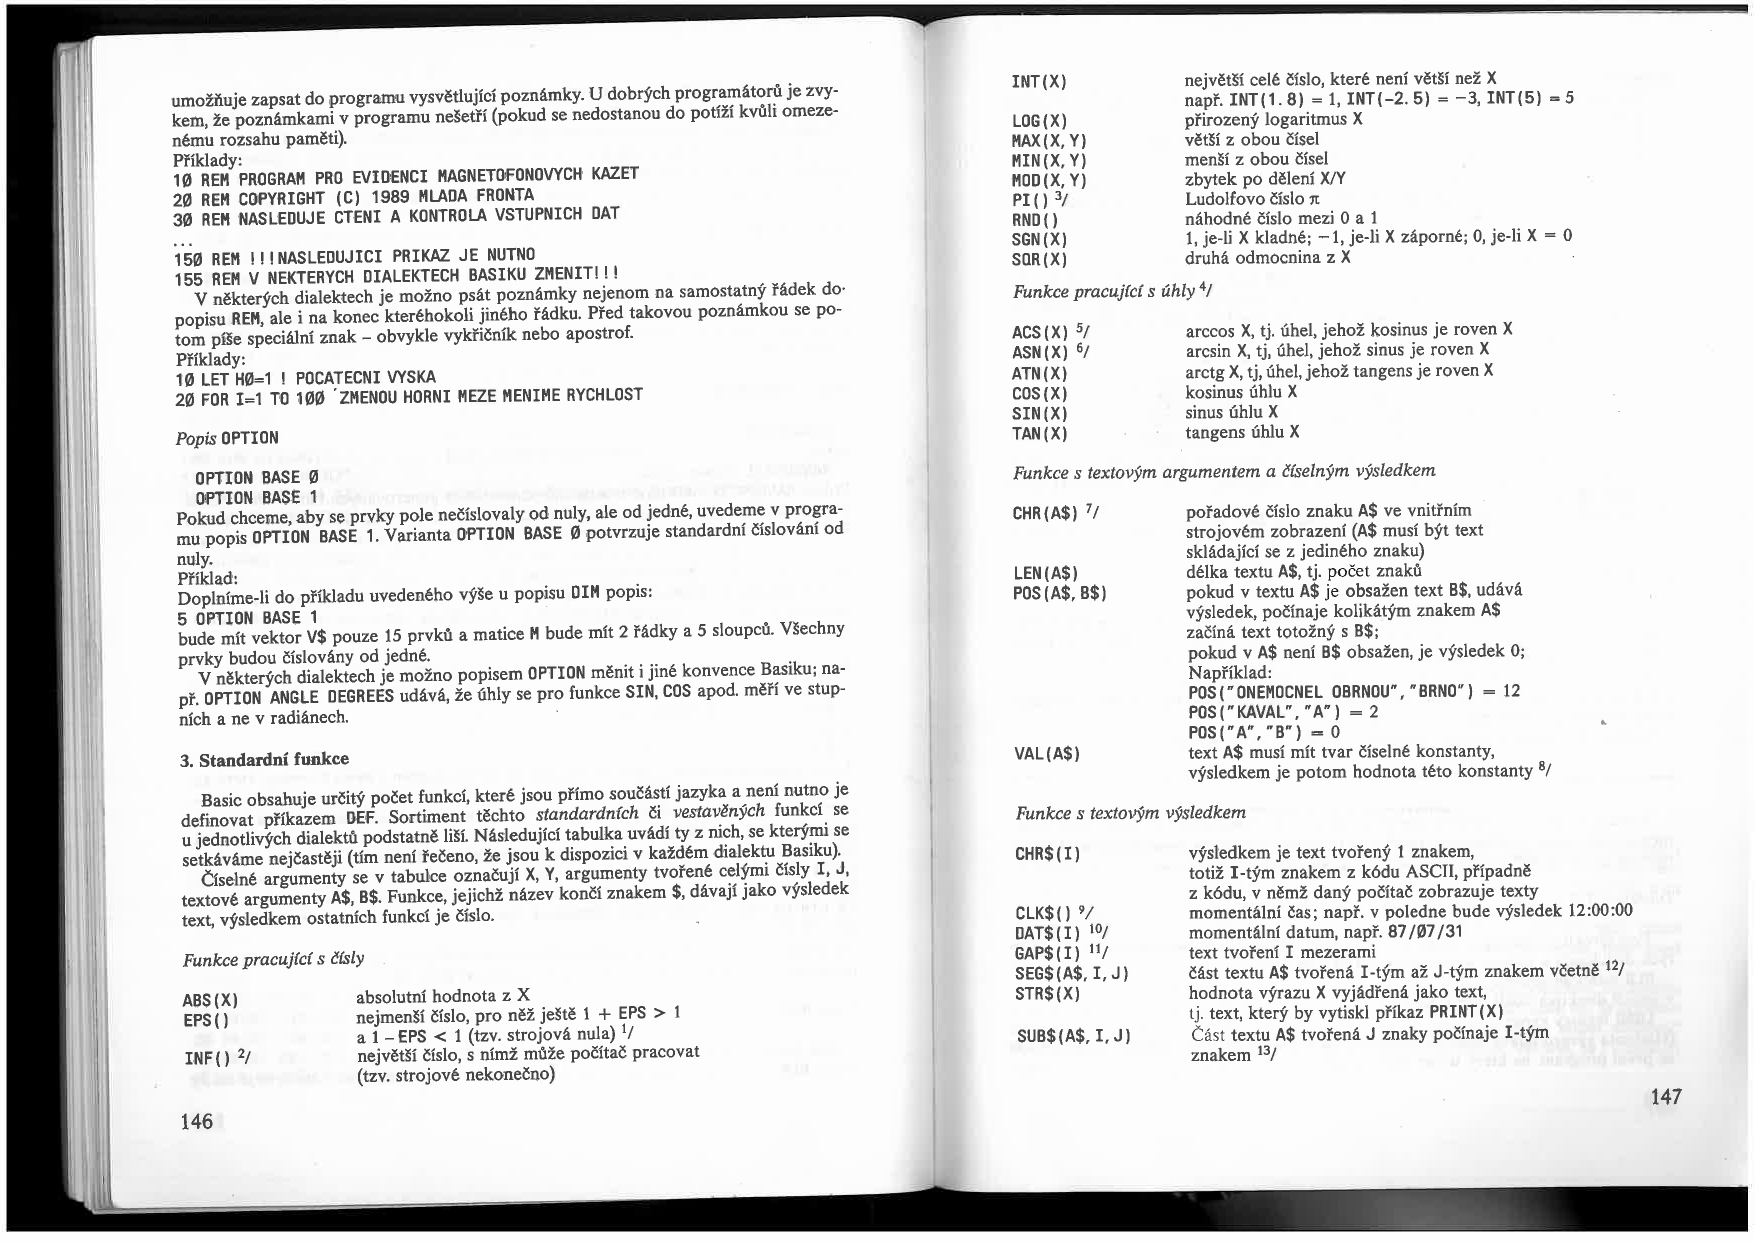 umožňuje zapsat do programu vysvětlující poznámky. U dobrých programátorů je zvy-
kem, že poznámkami v programu nešetří (pokud se nedostanou do potíží kvůli omeze-
nému rozsahu paměti).
Příklady:
1Ø REM PROGRAM PRO EVIDENCI MAGNETOFONOVYCH KAZET
2Ø REM COPYRIGHT (C) 1989 MLADA FRONTA
3Ø REM NASLEDUJE CTENI A KONTROLA VSTUPNICH DAT
...
15Ø REM !!!NASLEDUJICI PRIKAZ JE NUTNO
155 REM V NEKTERYCH DIALEKTECH BASIKU ZMENIT!!!
V některých dialektech je možno psát poznámky nejenom na samostatný řádek do-
popisu REM, ale i na konec kteréhokoli jiného řádku. Před takovou poznámkou se po-
tom píše speciální znak – obvykle vykřičník nebo apostrof.
Příklady:
1Ø LET HØ=1 ! POCATECNI VYSKA
2Ø FOR I=1 TO 1ØØ ´ZMENOU HORNI MEZE MENIME RYCHLOST
Popis OPTION
OPTION BASE Ø
OPTION BASE 1
Pokud chceme, aby se prvky pole nečíslovaly od nuly, ale od jedné, uvedeme v progra-
mu popis OPTION BASE 1. Varianta OPTION BASE Ø potvrzuje standardní číslování od
nuly.
Příklad:
Doplníme-li do příkladu uvedeného výše u popisu DIM popis:
5 OPTION BASE 1
bude mít vektor V$ pouze 15 prvků a matice M bude mít 2 řádky a 5 sloupců. Všechny
prvky budou číslovány od jedné.
V některých dialektech je možno popisem OPTION měnit i jiné konvence Basiku; na-
př. OPTION ANGLE DEGREES udává, že úhly se pro funkce SIN, COS apod. měří ve stup-
ních a ne v radiánech.
3. Standardní funkce
Basic obsahuje určitý počet funkcí, které jsou přímo součástí jazyka a není nutno je
definovat příkazem DEF. Sortiment těchto standardních či vestavěných funkcí se
u jednotlivých dialektů podstatně liší. Následující tabulka uvádí ty z nich, se kterými se
setkáváme nejčastěji (tím není řečeno, že jsou k dispozici v každém dialektu Basiku).
Číselné argumenty se v tabulce označují X, Y, argumenty tvořené celými čísly I, J,
textové argumenty A$, B$. Funkce, jejichž název končí znakem $, dávají jako výsledek
text, výsledkem ostatních funkcí je číslo.
Funkce pracující s čísly
ABS(X) absolutní hodnota z X
EPS() nejmenší číslo, pro něž ještě 1 + EPS > 1
a 1 – EPS < 1 (tzv. strojová nula) ¹/
INF() ²/ největší číslo, s nímž může počítač pracovat
(tzv. strojové nekonečno)
146
INT(X) největší celé číslo, které není větší než X
např. INT(1.8) = 1, INT(-2.5) = -3, INT(5) = 5
LOG(X) přirozený logaritmus X
MAX(X,Y) větší z obou čísel
MIN(X,Y) menší z obou čísel
MOD(X,Y) zbytek po dělení X/Y
PI() ³/ Ludolfovo číslo π
RND() náhodné číslo mezi 0 a 1
SGN(X) 1, je-li X kladné; –1, je-li X záporné; 0, je-li X = 0
SQR(X) druhá odmocnina z X
Funkce pracující s úhly ⁴/
ACS(X) ⁵/ arccos X, tj. úhel, jehož kosinus je roven X
ASN(X) ⁶/ arcsin X, tj, úhel, jehož sinus je roven X
ATN(X) arctg X, tj, úhel, jehož tangens je roven X
COS(X) kosinus úhlu X
SIN(X) sinus úhlu X
TAN(X) tangens úhlu X
Funkce s textovým argumentem a číselným výsledkem
CHR(A$) ⁷/ pořadové číslo znaku A$ ve vnitřním
strojovém zobrazení (A$ musí být text
skládající se z jediného znaku)
LEN(A$) délka textu A$, tj. počet znaků
POS(A$,B$) pokud v textu A$ je obsažen text B$, udává
výsledek, počínaje kolikátým znakem A$
začíná text totožný s B$;
pokud v A$ není B$ obsažen, je výsledek 0;
Například:
POS("ONEMOCNEL OBRNOU","BRNO") = 12
POS("KAVAL","A") = 2
POS("A","B") = 0
VAL(A$) text A$ musí mít tvar číselné konstanty,
výsledkem je potom hodnota této konstanty ⁸/
Funkce s textovým výsledkem
CHR$(I) výsledkem je text tvořený 1 znakem,
totiž I-tým znakem z kódu ASCII, případně
z kódu, v němž daný počítač zobrazuje texty
CLK$() ⁹/ momentální čas; např. v poledne bude výsledek 12:00:00
DAT$(I) ¹⁰/ momentální datum, např. 87/Ø7/31
GAP$(I) ¹¹/ text tvoření I mezerami
SEG$(A$,I,J) část textu A$ tvořená I-tým až J-tým znakem včetně ¹²/
STR$(X) hodnota výrazu X vyjádřená jako text,
tj. text, který by vytiskl příkaz PRINT(X)
SUB$(A$,I,J) Část textu A$ tvořená J znaky počínaje I-tým
znakem ¹³/
147